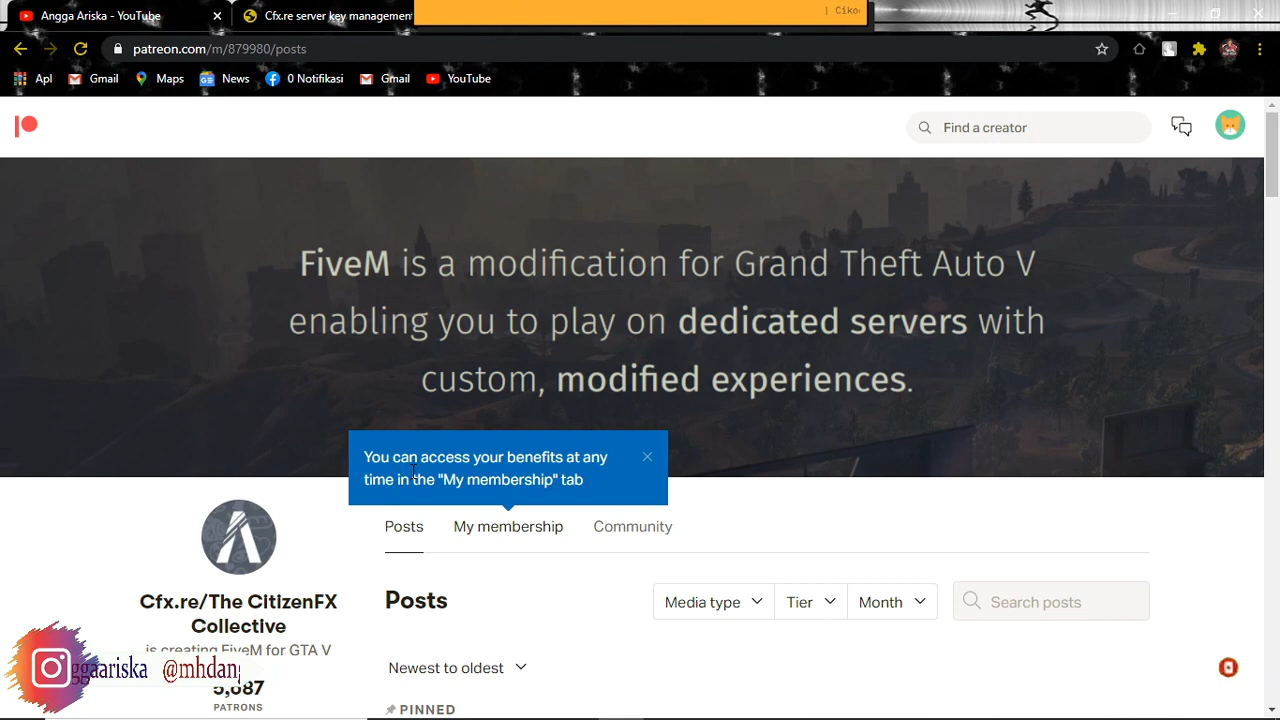 Angga Ariska - YouTube
Cfx.re server key management
| Ciko
patreon.com/m/879980/posts
Apl
Gmail
Maps
News
0 Notifikasi
Gmail
YouTube
Find a creator
FiveM is a modification for Grand Theft Auto V
enabling you to play on dedicated servers with
custom, modified experiences.
You can access your benefits at any
time in the "My membership" tab
Posts
My membership
Community
Posts
Media type
Tier
Month
Search posts
Cfx.re/The CitizenFX
Collective
is creating FiveM for GTA V
ggaariska @mhdang
5,687
PATRONS
Newest to oldest
PINNED